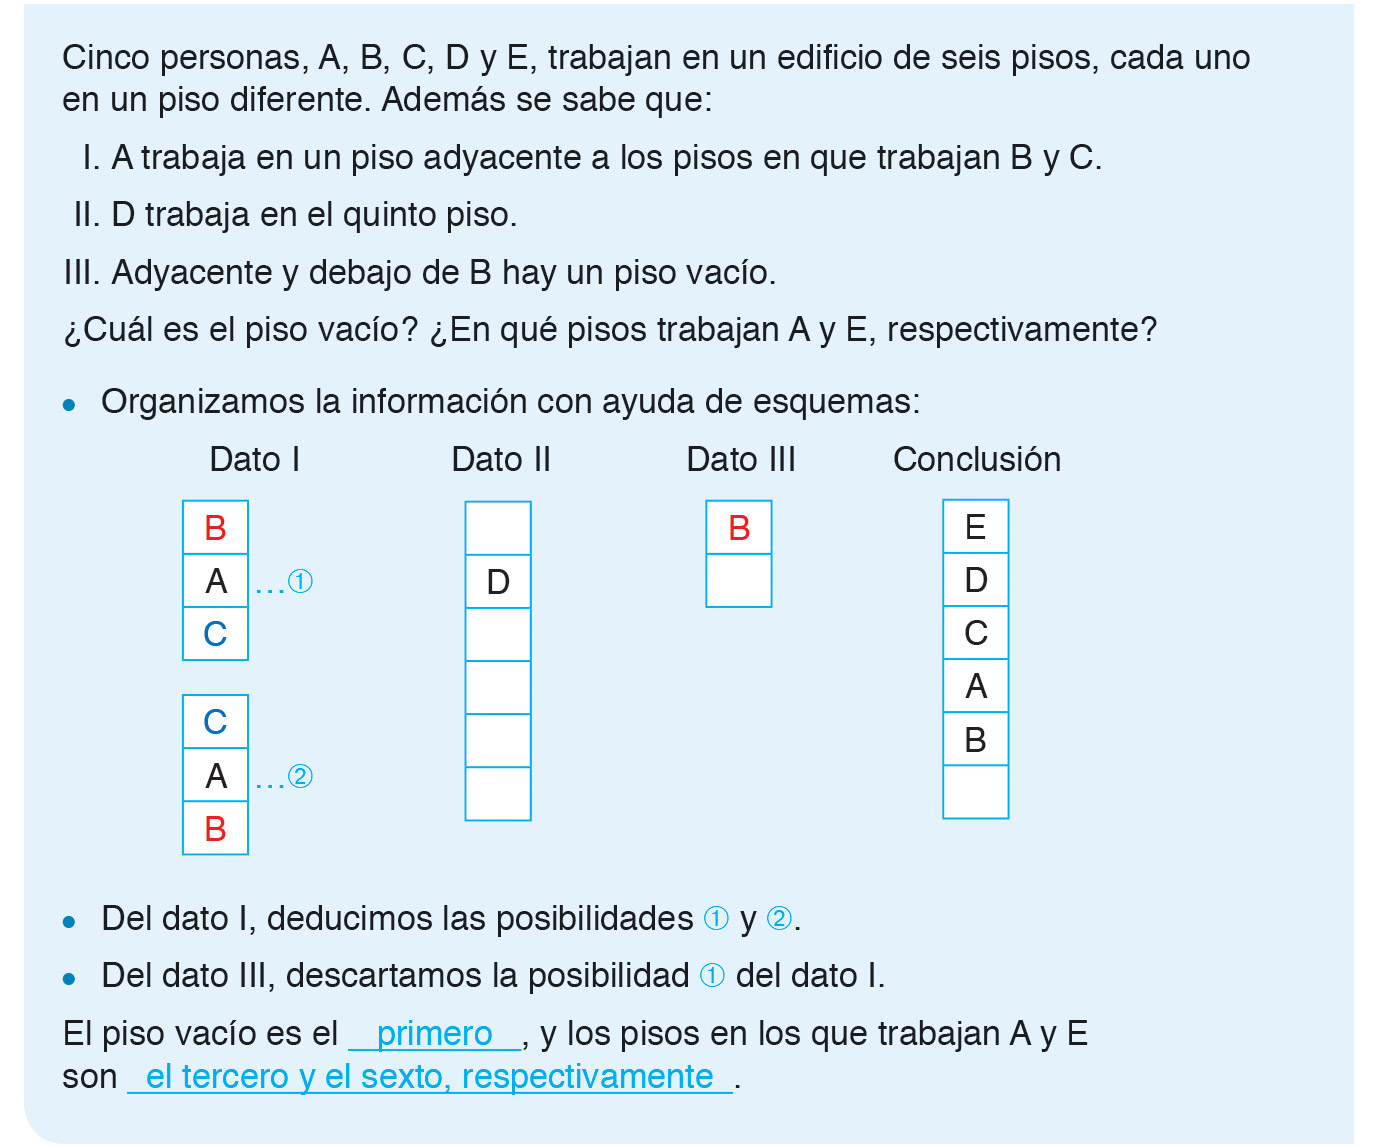 Cinco personas, A, B, C, D y E, trabajan en un edificio de seis pisos, cada uno
en un piso diferente. Además se sabe que:
I. A trabaja en un piso adyacente a los pisos en que trabajan B y C.
II. D trabaja en el quinto piso.
III. Adyacente y debajo de B hay un piso vacío.
¿Cuál es el piso vacío? ¿En qué pisos trabajan A y E, respectivamente?
• Organizamos la información con ayuda de esquemas:
Dato I
B
A ...①
C
C
A ...②
B
Dato II
D
Dato III
B
Conclusión
E
D
C
A
B
• Del dato I, deducimos las posibilidades ① y ②.
• Del dato III, descartamos la posibilidad ① del dato I.
El piso vacío es el primero, y los pisos en los que trabajan A y E
son el tercero y el sexto, respectivamente.